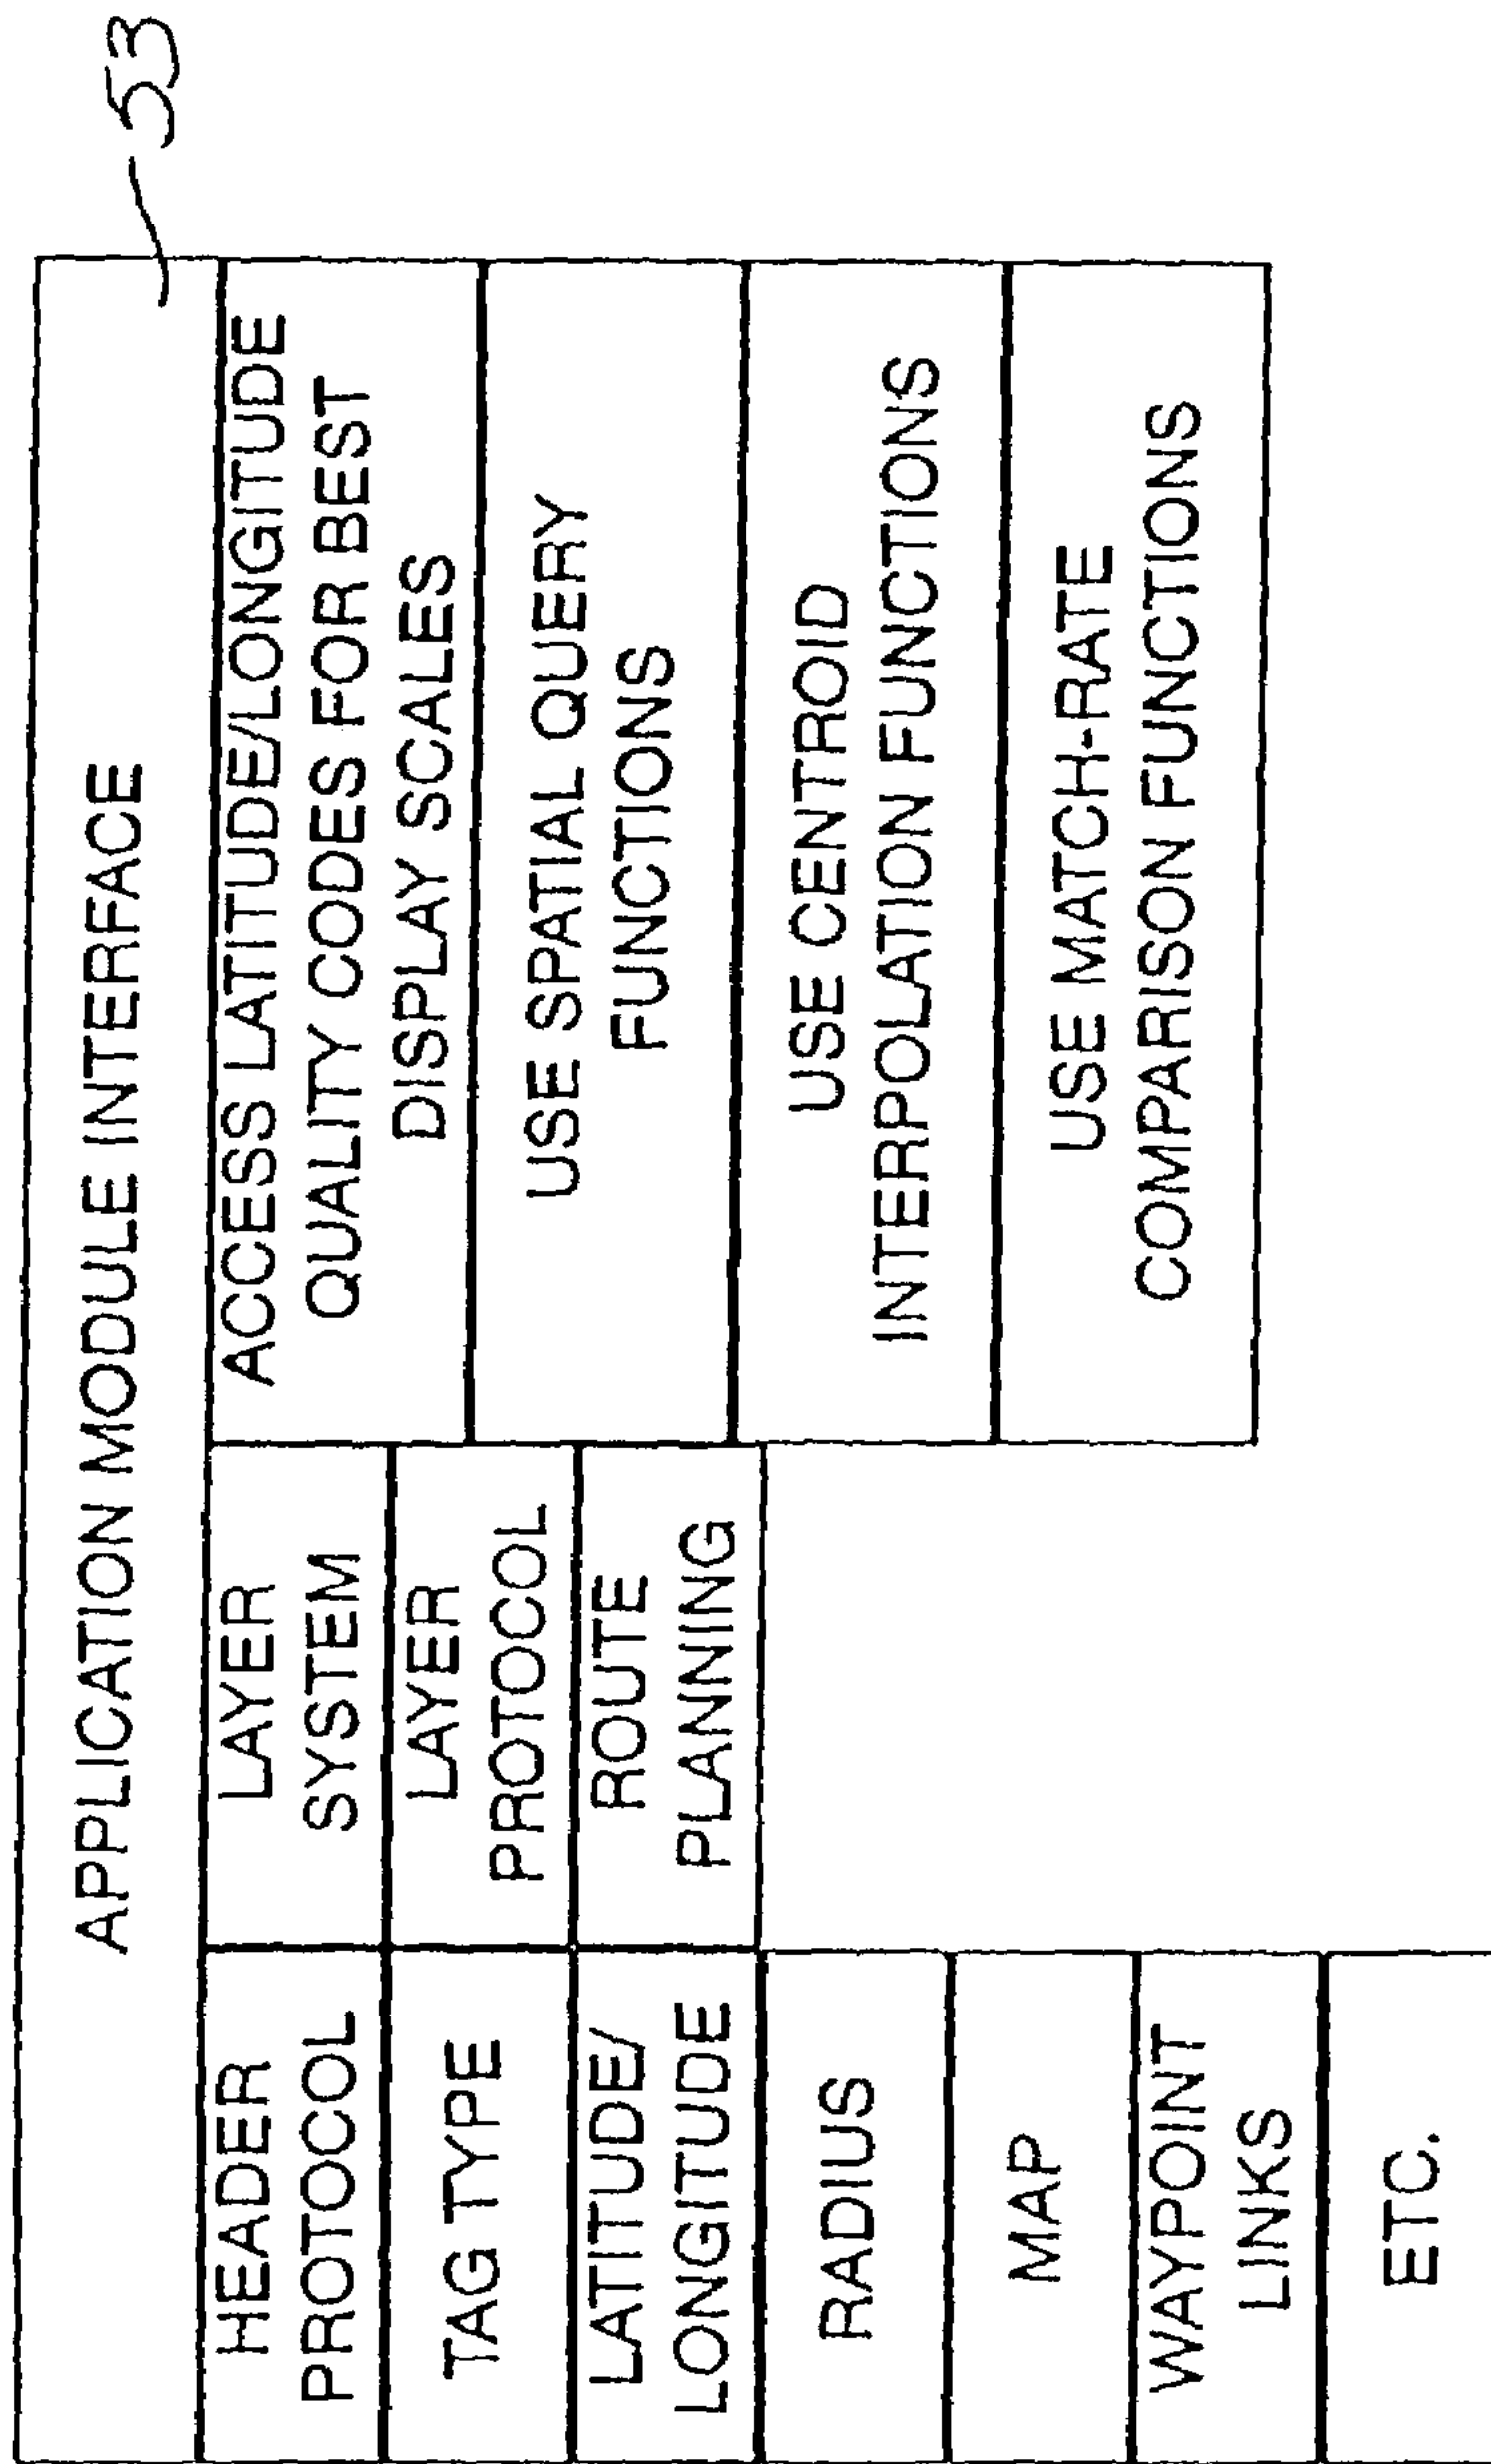 53
APPLICATION MODULE INTERFACE
HEADER
PROTOCOL
TAG TYPE
LATITUDE/
LONGITUDE
RADIUS
MAP
WAYPOINT
LINKS
ETC.
LAYER
SYSTEM
LAYER
PROTOCOL
ROUTE
PLANNING
ACCESS LATITUDE/LONGITUDE
QUALITY CODES FOR BEST
DISPLAY SCALES
USE SPATIAL QUERY
FUNCTIONS
USE CENTROID
INTERPOLATION FUNCTIONS
USE MATCH-RATE
COMPARISON FUNCTIONS